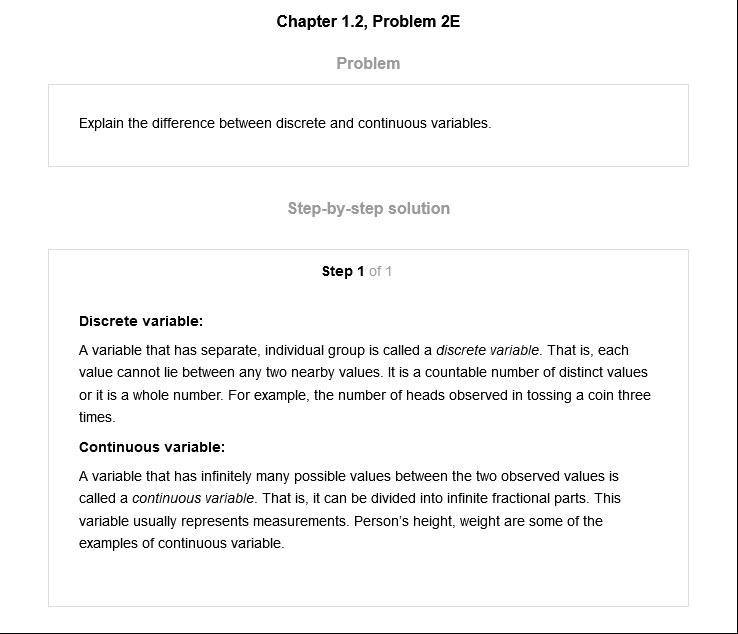 Chapter 1.2, Problem 2E
Problem
Explain the difference between discrete and continuous variables.
Step-by-step solution
Step 1 of 1
Discrete variable:
A variable that has separate, individual group is called a discrete variable. That is, each
value cannot lie between any two nearby values. It is a countable number of distinct values
or it is a whole number. For example, the number of heads observed in tossing a coin three
times.
Continuous variable:
A variable that has infinitely many possible values between the two observed values is
called a continuous variable. That is, it can be divided into infinite fractional parts. This
variable usually represents measurements. Person's height, weight are some of the
examples of continuous variable.